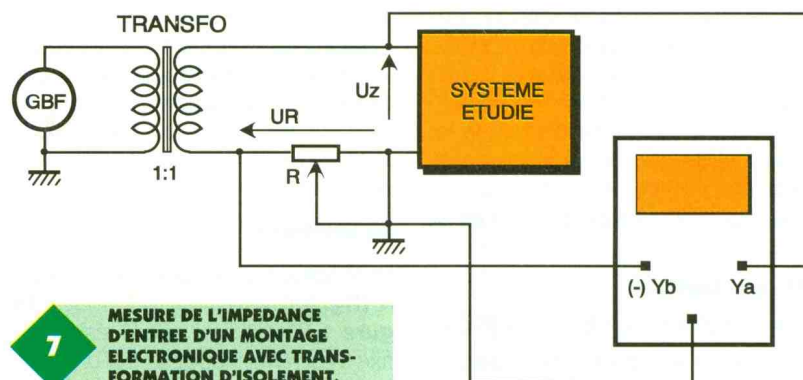 TRANSFO
GBF
1:1
Uz
UR
R
SYSTEME
ETUDIE
(-) Yb
Ya
7
MESURE DE L'IMPEDANCE
D'ENTREE D'UN MONTAGE
ELECTRONIQUE AVEC TRANS-
FORMATION D'ISOLEMENT.